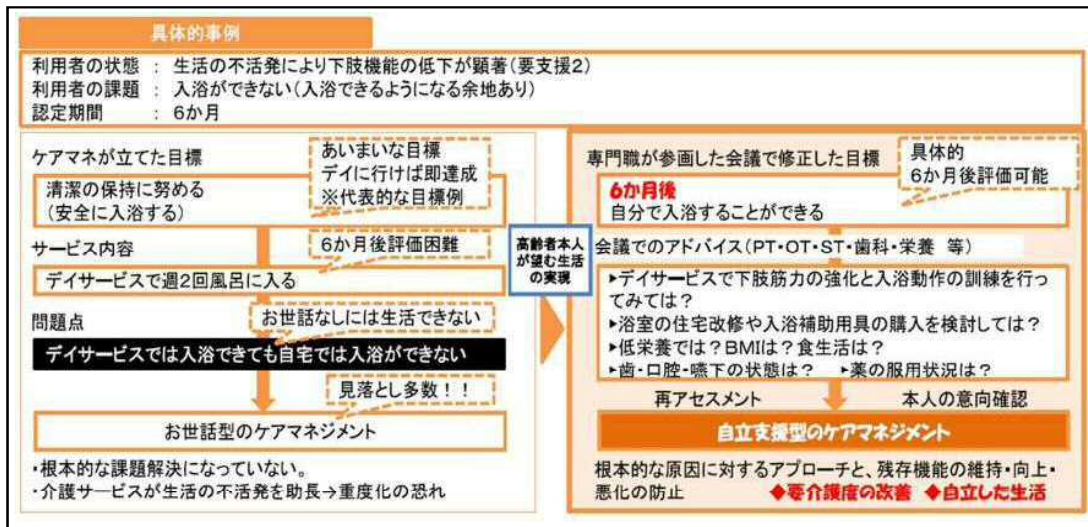 具体的事例
利用者の状態 ： 生活の不活発により下肢機能の低下が顕著(要支援2)
利用者の課題 ： 入浴ができない(入浴できるようになる余地あり)
認定期間 ： 6か月
ケアマネが立てた目標
あいまいな目標
デイに行けば即達成
※代表的な目標例
清潔の保持に努める
(安全に入浴する)
サービス内容
6か月後評価困難
デイサービスで週2回風呂に入る
問題点
お世話なしには生活できない
デイサービスでは入浴できても自宅では入浴ができない
見落とし多数！！
お世話型のケアマネジメント
・根本的な課題解決になっていない。
・介護サービスが生活の不活発を助長→重度化の恐れ
高齢者本人
が望む生活
の実現
専門職が参画した会議で修正した目標
具体的
6か月後評価可能
6か月後
自分で入浴することができる
会議でのアドバイス(PT・OT・ST・歯科・栄養 等)
▸デイサービスで下肢筋力の強化と入浴動作の訓練を行っ
てみては？
▸浴室の住宅改修や入浴補助用具の購入を検討しては？
▸低栄養では？BMIは？食生活は？
▸歯・口腔・嚥下の状態は？ ▸薬の服用状況は？
再アセスメント 本人の意向確認
自立支援型のケアマネジメント
根本的な原因に対するアプローチと、残存機能の維持・向上・
悪化の防止 ◆要介護度の改善 ◆自立した生活